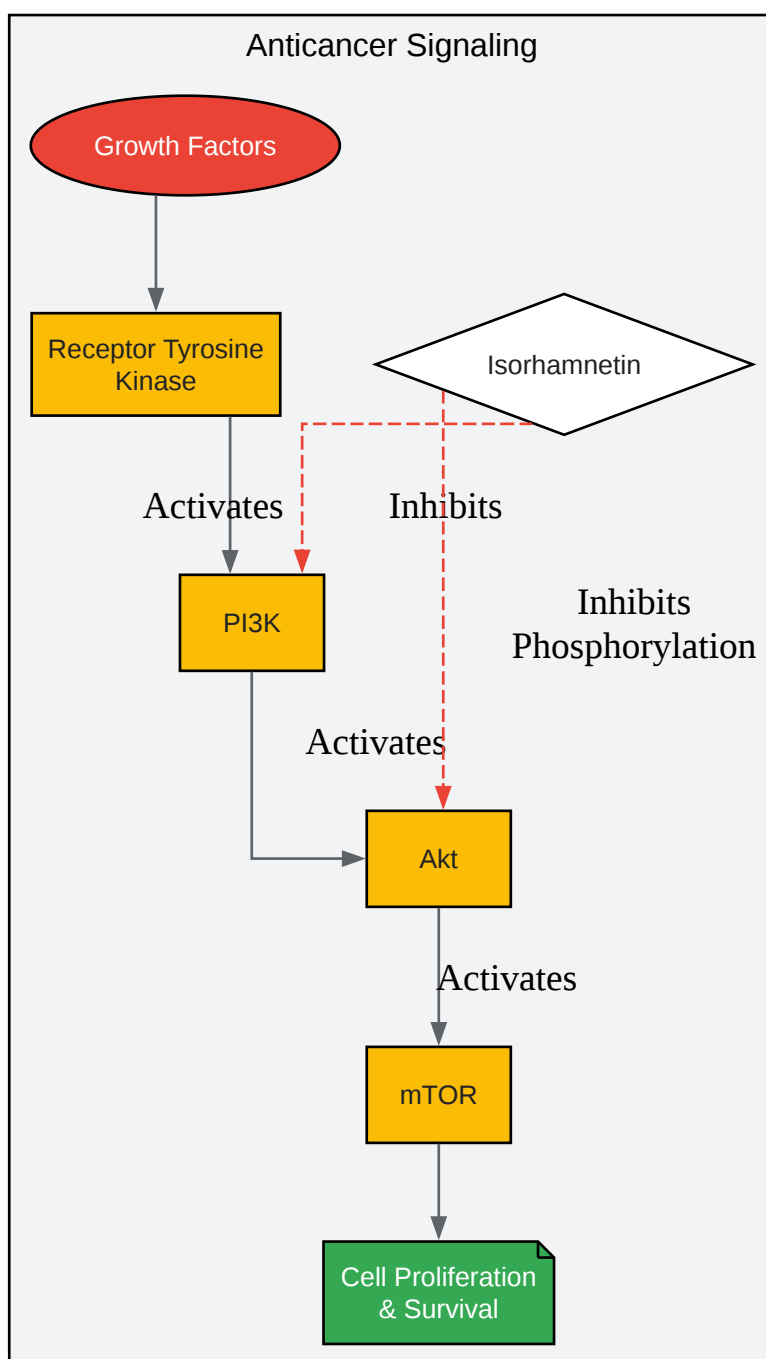 Anticancer Signaling
Growth Factors
Receptor Tyrosine
Kinase
Isorhamnetin
Activates
Inhibits
PI3K
Inhibits
Phosphorylation
Activates
Akt
Activates
mTOR
Cell Proliferation
& Survival